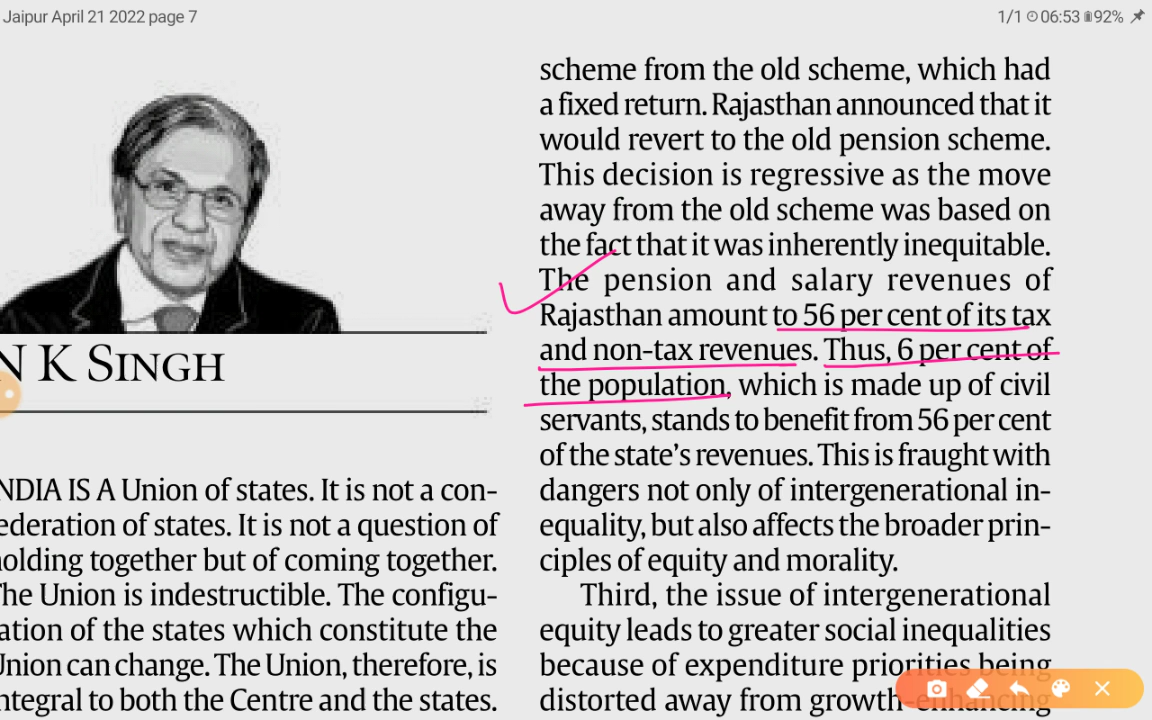 Jaipur April 21 2022 page 7
1/1 06:53 92%
N K SINGH
NDIA IS A Union of states. It is not a con-
ederation of states. It is not a question of
olding together but of coming together.
The Union is indestructible. The configu-
ation of the states which constitute the
Union can change. The Union, therefore, is
ntegral to both the Centre and the states.
scheme from the old scheme, which had
a fixed return. Rajasthan announced that it
would revert to the old pension scheme.
This decision is regressive as the move
away from the old scheme was based on
the fact that it was inherently inequitable.
The pension and salary revenues of
Rajasthan amount to 56 per cent of its tax
and non-tax revenues. Thus, 6 per cent of
the population, which is made up of civil
servants, stands to benefit from 56 per cent
of the state's revenues. This is fraught with
dangers not only of intergenerational in-
equality, but also affects the broader prin-
ciples of equity and morality.
Third, the issue of intergenerational
equity leads to greater social inequalities
because of expenditure priorities being
distorted away from growth-enhancing